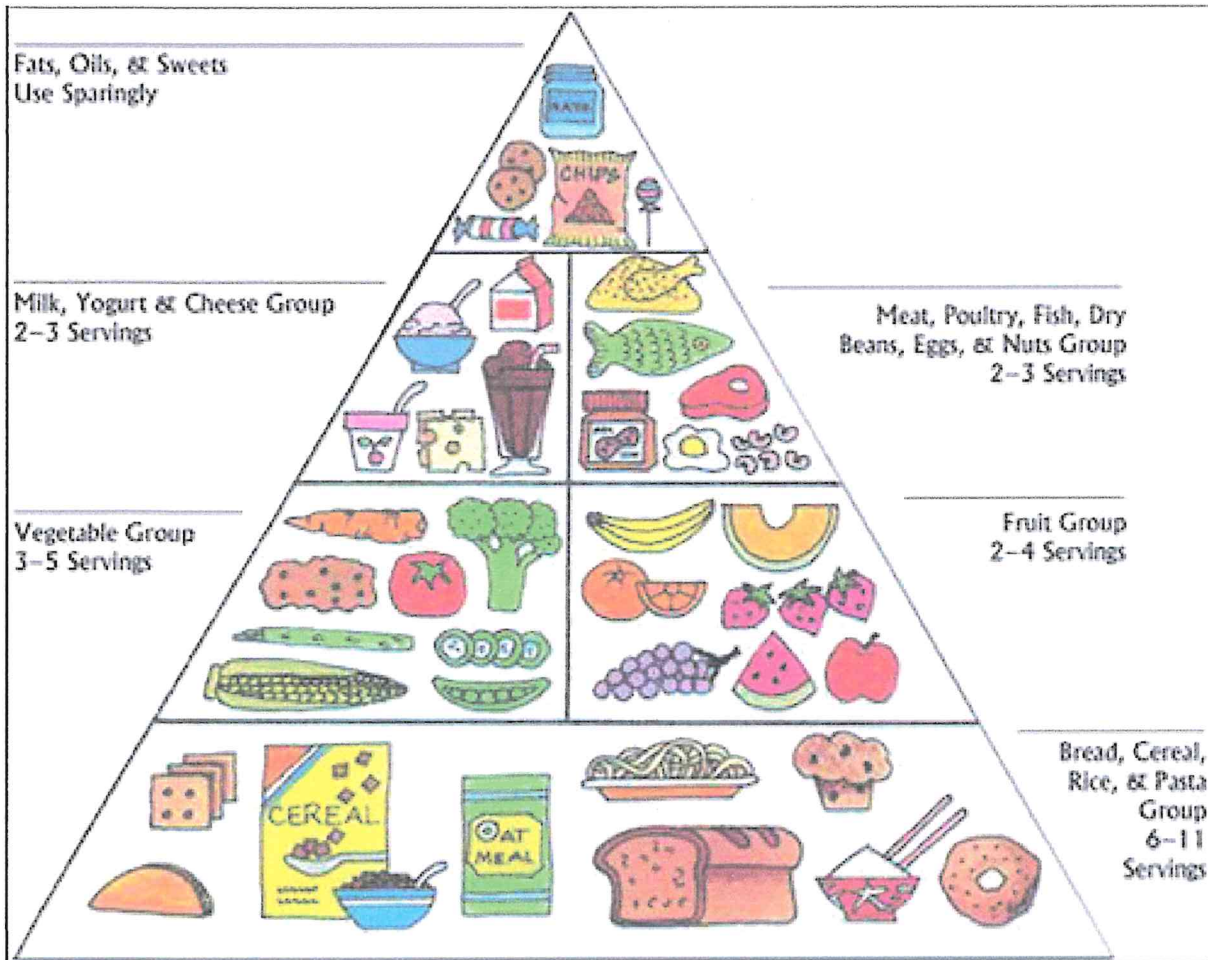 Fats, Oils, & Sweets
Use Sparingly
CHIPS
Milk, Yogurt & Cheese Group
2–3 Servings
Meat, Poultry, Fish, Dry
Beans, Eggs, & Nuts Group
2–3 Servings
Vegetable Group
3–5 Servings
Fruit Group
2–4 Servings
Bread, Cereal,
Rice, & Pasta
Group
6–11
Servings
CEREAL
OAT
MEAL